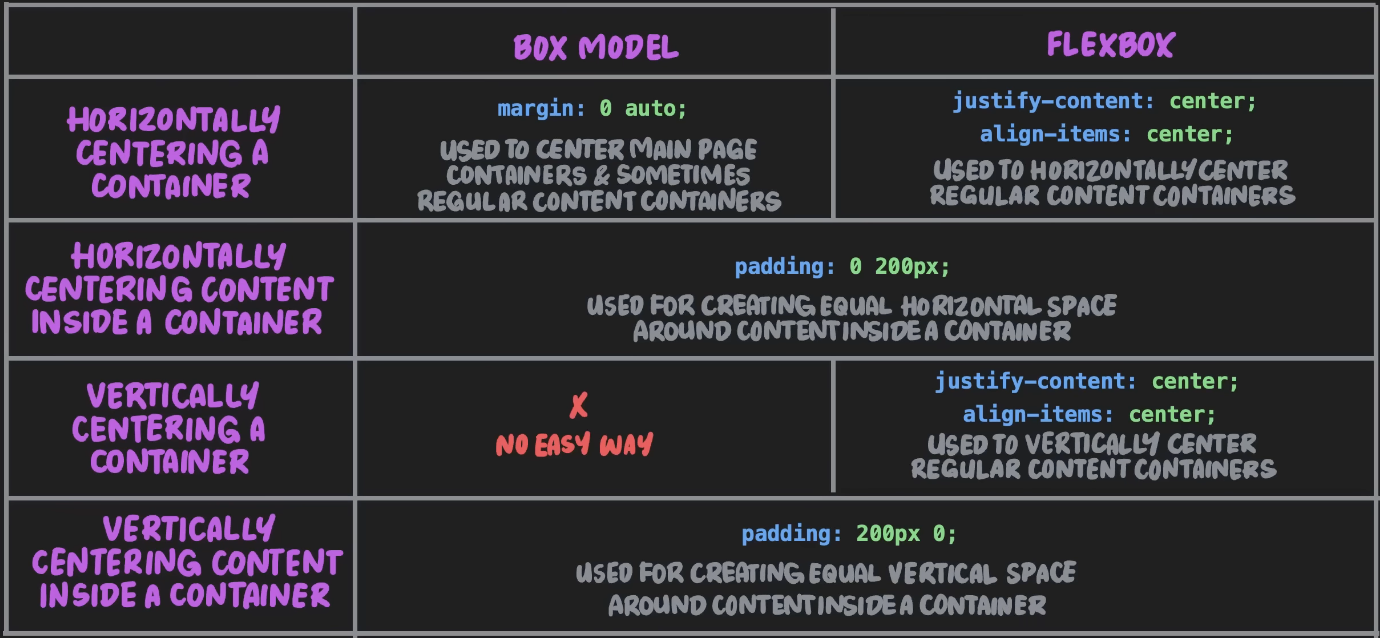 BOX MODEL
FLEXBOX
HORIZONTALLY
CENTERING A
CONTAINER
margin: 0 auto;
USED TO CENTER MAIN PAGE
CONTAINERS & SOMETIMES
REGULAR CONTENT CONTAINERS
justify-content: center;
align-items: center;
USED TO HORIZONTALLY CENTER
REGULAR CONTENT CONTAINERS
HORIZONTALLY
CENTERING CONTENT
INSIDE A CONTAINER
padding: 0 200px;
USED FOR CREATING EQUAL HORIZONTAL SPACE
AROUND CONTENT INSIDE A CONTAINER
VERTICALLY
CENTERING A
CONTAINER
X
NO EASY WAY
justify-content: center;
align-items: center;
USED TO VERTICALLY CENTER
REGULAR CONTENT CONTAINERS
VERTICALLY
CENTERING CONTENT
INSIDE A CONTAINER
padding: 200px 0;
USED FOR CREATING EQUAL VERTICAL SPACE
AROUND CONTENT INSIDE A CONTAINER